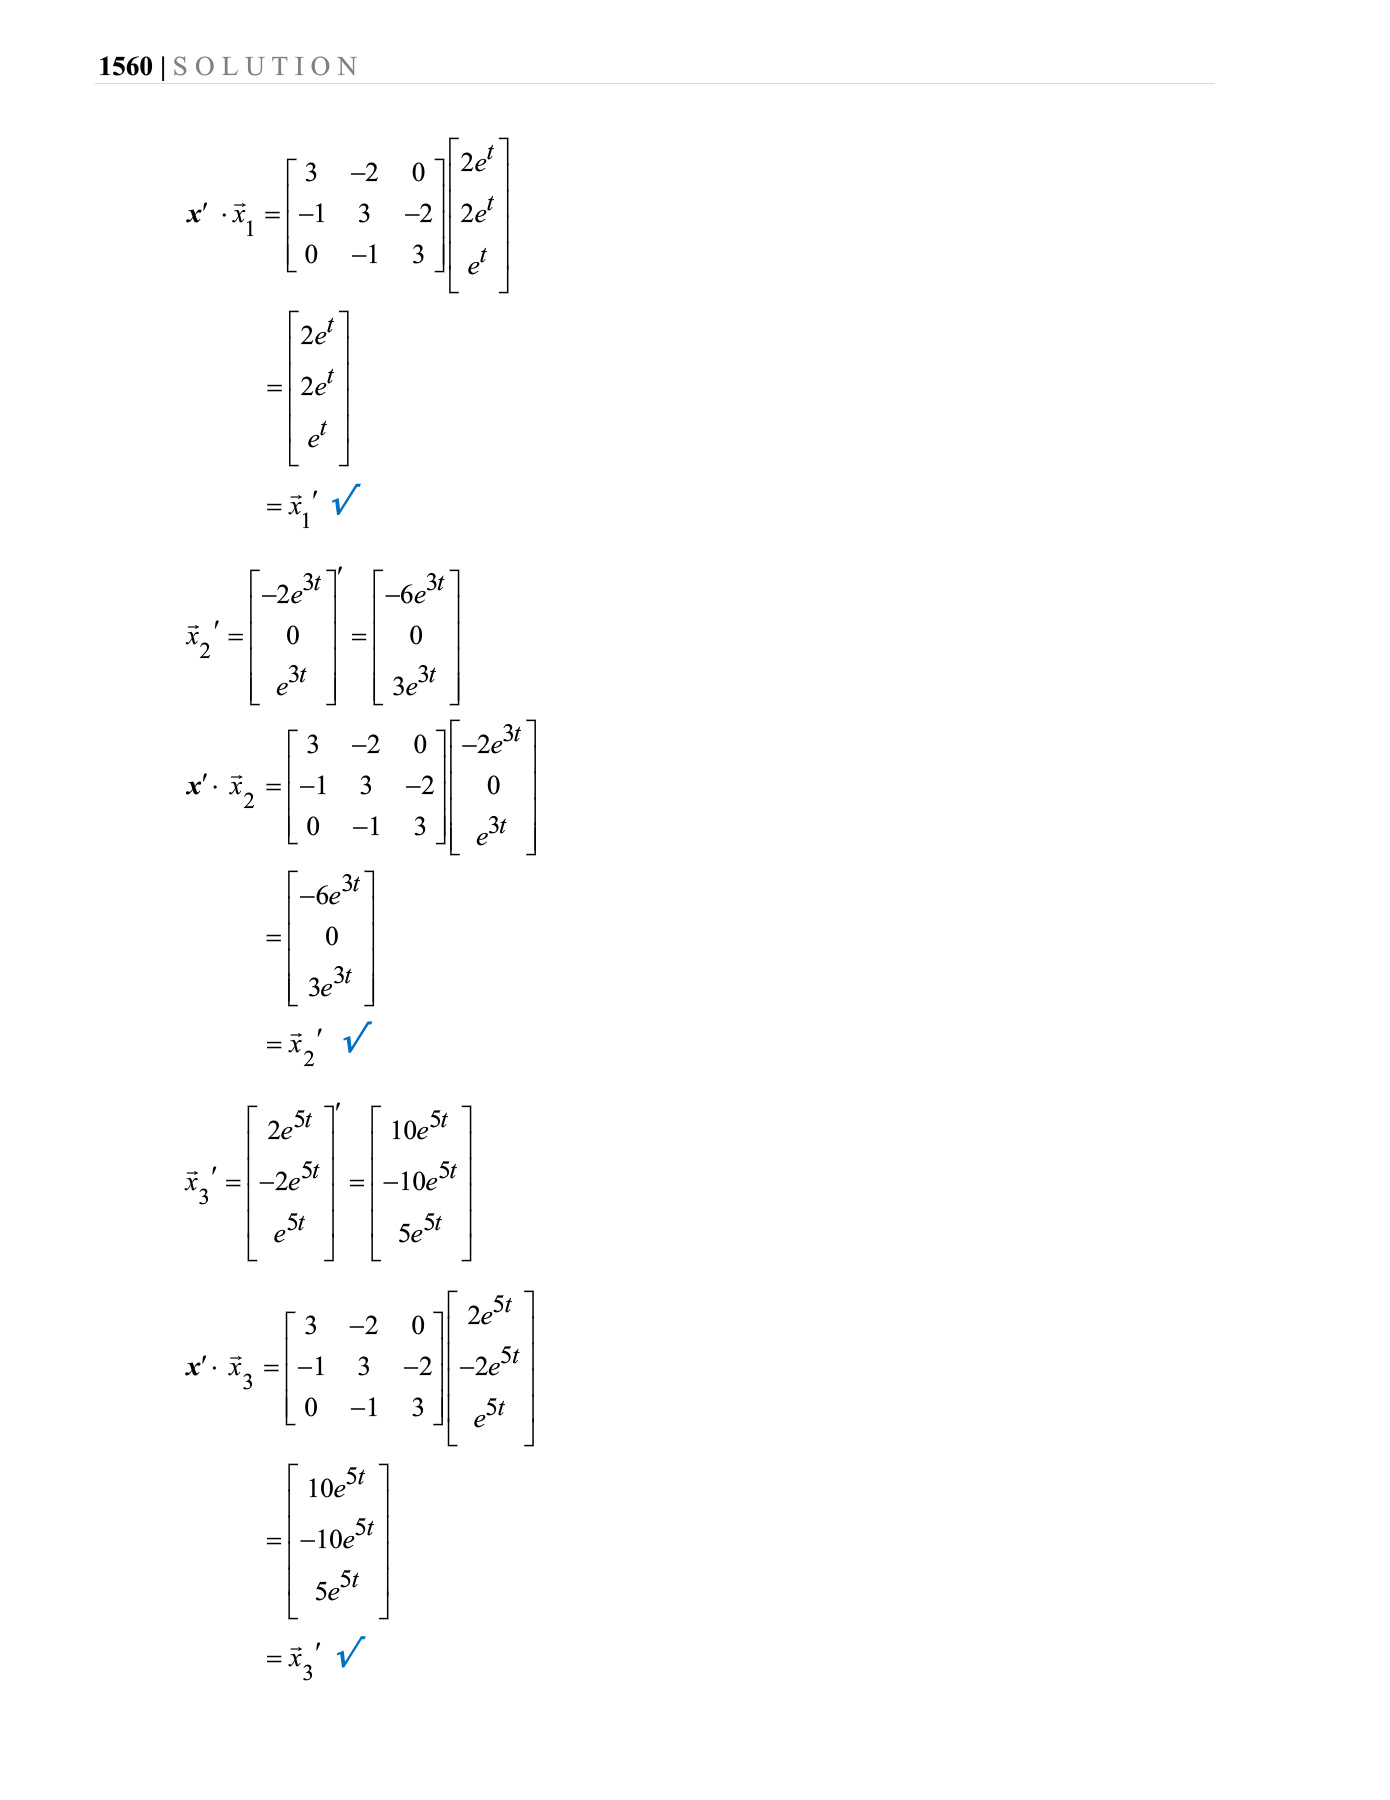 1560 | SOLUTION
x′ · x⃗₁ = [3 −2 0; −1 3 −2; 0 −1 3] [2e^t; 2e^t; e^t]
= [2e^t; 2e^t; e^t]
= x⃗₁′ √
x⃗₂′ = [−2e^{3t}; 0; e^{3t}]′ = [−6e^{3t}; 0; 3e^{3t}]
x′· x⃗₂ = [3 −2 0; −1 3 −2; 0 −1 3] [−2e^{3t}; 0; e^{3t}]
= [−6e^{3t}; 0; 3e^{3t}]
= x⃗₂′ √
x⃗₃′ = [2e^{5t}; −2e^{5t}; e^{5t}]′ = [10e^{5t}; −10e^{5t}; 5e^{5t}]
x′· x⃗₃ = [3 −2 0; −1 3 −2; 0 −1 3] [2e^{5t}; −2e^{5t}; e^{5t}]
= [10e^{5t}; −10e^{5t}; 5e^{5t}]
= x⃗₃′ √